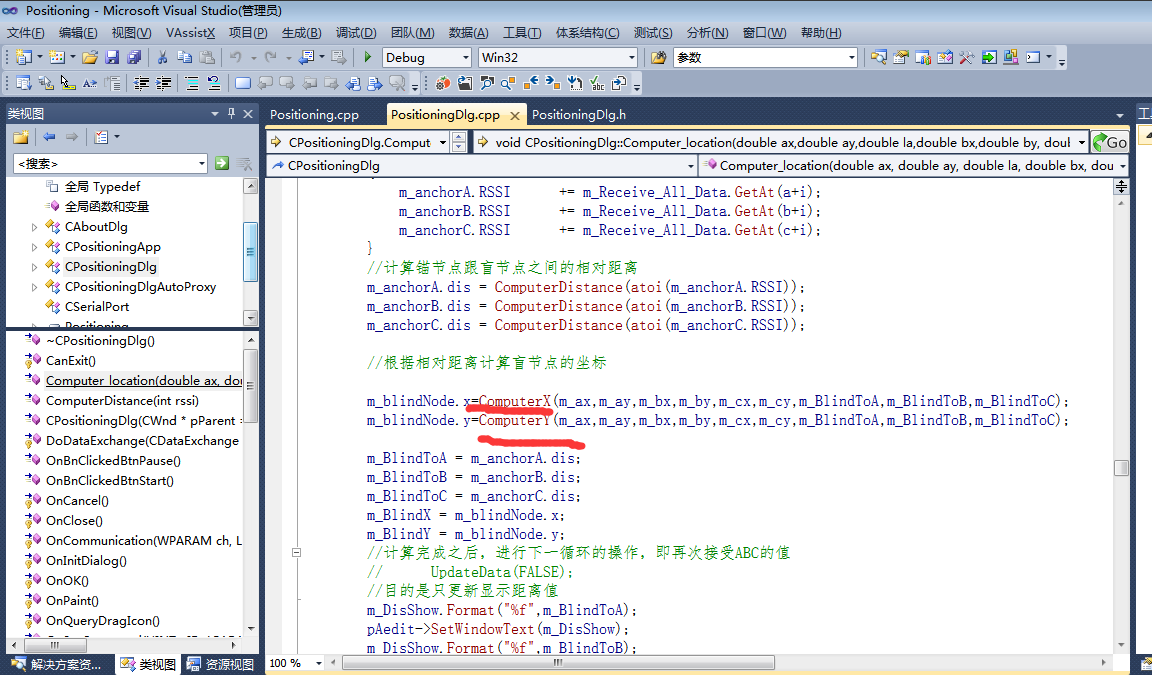 Positioning - Microsoft Visual Studio(管理员)
文件(F) 编辑(E) 视图(V) VAssistX 项目(P) 生成(B) 调试(D) 团队(M) 数据(A) 工具(T) 体系结构(C) 测试(S) 分析(N) 窗口(W) 帮助(H)
Debug Win32 参数
类视图
<搜索>
全局 Typedef
全局函数和变量
CAboutDlg
CPositioningApp
CPositioningDlg
CPositioningDlgAutoProxy
CSerialPort
Positioning
~CPositioningDlg()
CanExit()
Computer_location(double ax, dou
ComputerDistance(int rssi)
CPositioningDlg(CWnd * pParent =
DoDataExchange(CDataExchange
OnBnClickedBtnPause()
OnBnClickedBtnStart()
OnCancel()
OnClose()
OnCommunication(WPARAM ch, L
OnInitDialog()
OnOK()
OnPaint()
OnQueryDragIcon()
解决方案资... 类视图 资源视图
Positioning.cpp PositioningDlg.cpp PositioningDlg.h
CPositioningDlg.Comput void CPositioningDlg::Computer_location(double ax,double ay,double la,double bx,double by, doul Go
CPositioningDlg Computer_location(double ax, double ay, double la, double bx, dou
m_anchorA.RSSI += m_Receive_All_Data.GetAt(a+i);
m_anchorB.RSSI += m_Receive_All_Data.GetAt(b+i);
m_anchorC.RSSI += m_Receive_All_Data.GetAt(c+i);
}
//计算锚节点跟盲节点之间的相对距离
m_anchorA.dis = ComputerDistance(atoi(m_anchorA.RSSI));
m_anchorB.dis = ComputerDistance(atoi(m_anchorB.RSSI));
m_anchorC.dis = ComputerDistance(atoi(m_anchorC.RSSI));
//根据相对距离计算盲节点的坐标
m_blindNode.x=ComputerX(m_ax,m_ay,m_bx,m_by,m_cx,m_cy,m_BlindToA,m_BlindToB,m_BlindToC);
m_blindNode.y=ComputerY(m_ax,m_ay,m_bx,m_by,m_cx,m_cy,m_BlindToA,m_BlindToB,m_BlindToC);
m_BlindToA = m_anchorA.dis;
m_BlindToB = m_anchorB.dis;
m_BlindToC = m_anchorC.dis;
m_BlindX = m_blindNode.x;
m_BlindY = m_blindNode.y;
//计算完成之后，进行下一循环的操作，即再次接受ABC的值
// UpdateData(FALSE);
//目的是只更新显示距离值
m_DisShow.Format("%f",m_BlindToA);
pAedit->SetWindowText(m_DisShow);
m_DisShow.Format("%f",m_BlindToB);
100 %